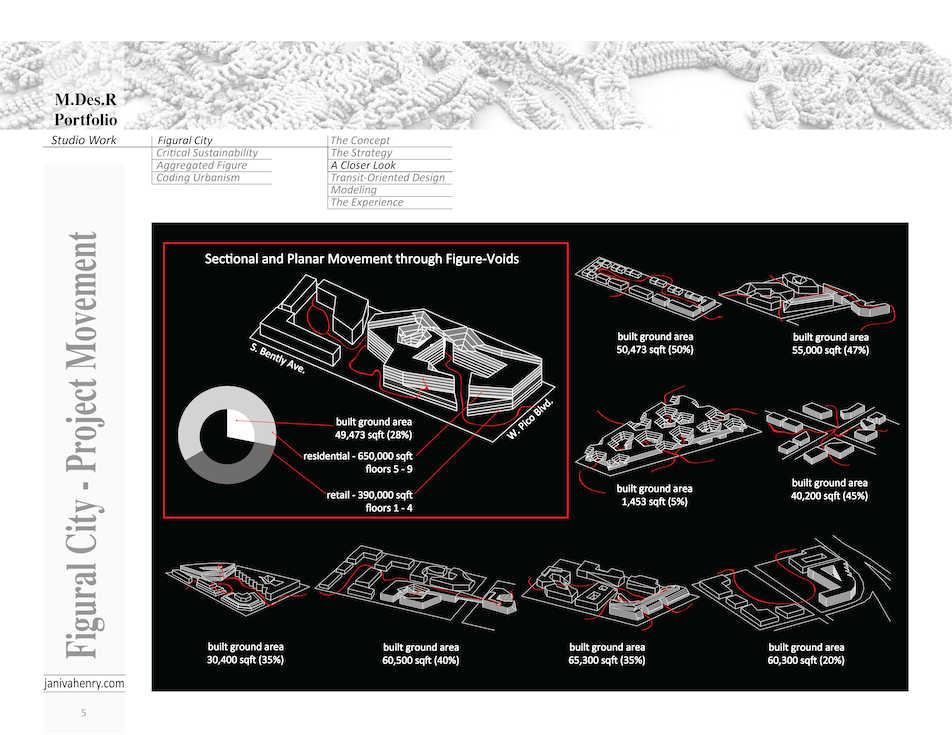 M.Des.R
Portfolio
Studio Work
Figural City
Critical Sustainability
Aggregated Figure
Coding Urbanism
The Concept
The Strategy
A Closer Look
Transit-Oriented Design
Modeling
The Experience
Figural City - Project Movement
Sectional and Planar Movement through Figure-Voids
S. Bently Ave.
W. Pico Blvd.
built ground area
49,473 sqft (28%)
residential - 650,000 sqft
floors 5 - 9
retail - 390,000 sqft
floors 1 - 4
built ground area
50,473 sqft (50%)
built ground area
55,000 sqft (47%)
built ground area
1,453 sqft (5%)
built ground area
40,200 sqft (45%)
built ground area
30,400 sqft (35%)
built ground area
60,500 sqft (40%)
built ground area
65,300 sqft (35%)
built ground area
60,300 sqft (20%)
janivahenry.com
5